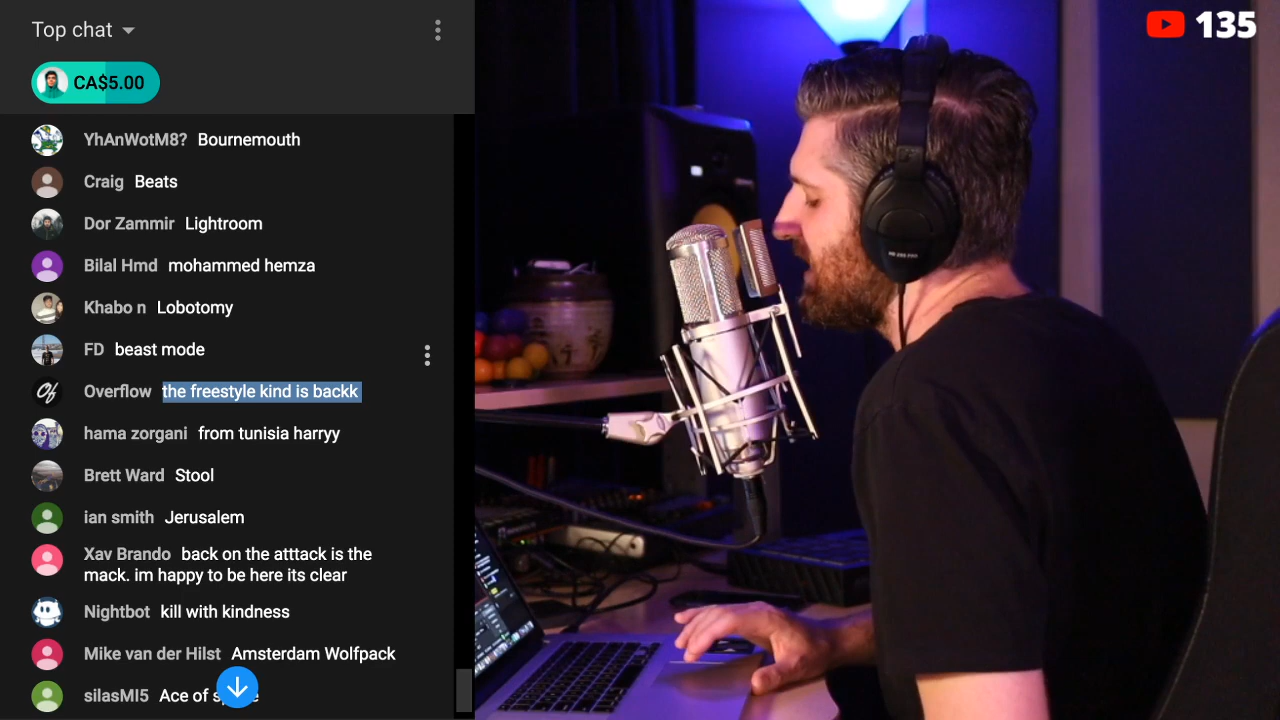 Top chat
CA$5.00
135
YhAnWotM8? Bournemouth
Craig Beats
Dor Zammir Lightroom
Bilal Hmd mohammed hemza
Khabo n Lobotomy
FD beast mode
Overflow the freestyle kind is backk
hama zorgani from tunisia harryy
Brett Ward Stool
ian smith Jerusalem
Xav Brando back on the atttack is the
mack. im happy to be here its clear
Nightbot kill with kindness
Mike van der Hilst Amsterdam Wolfpack
silasMI5 Ace of